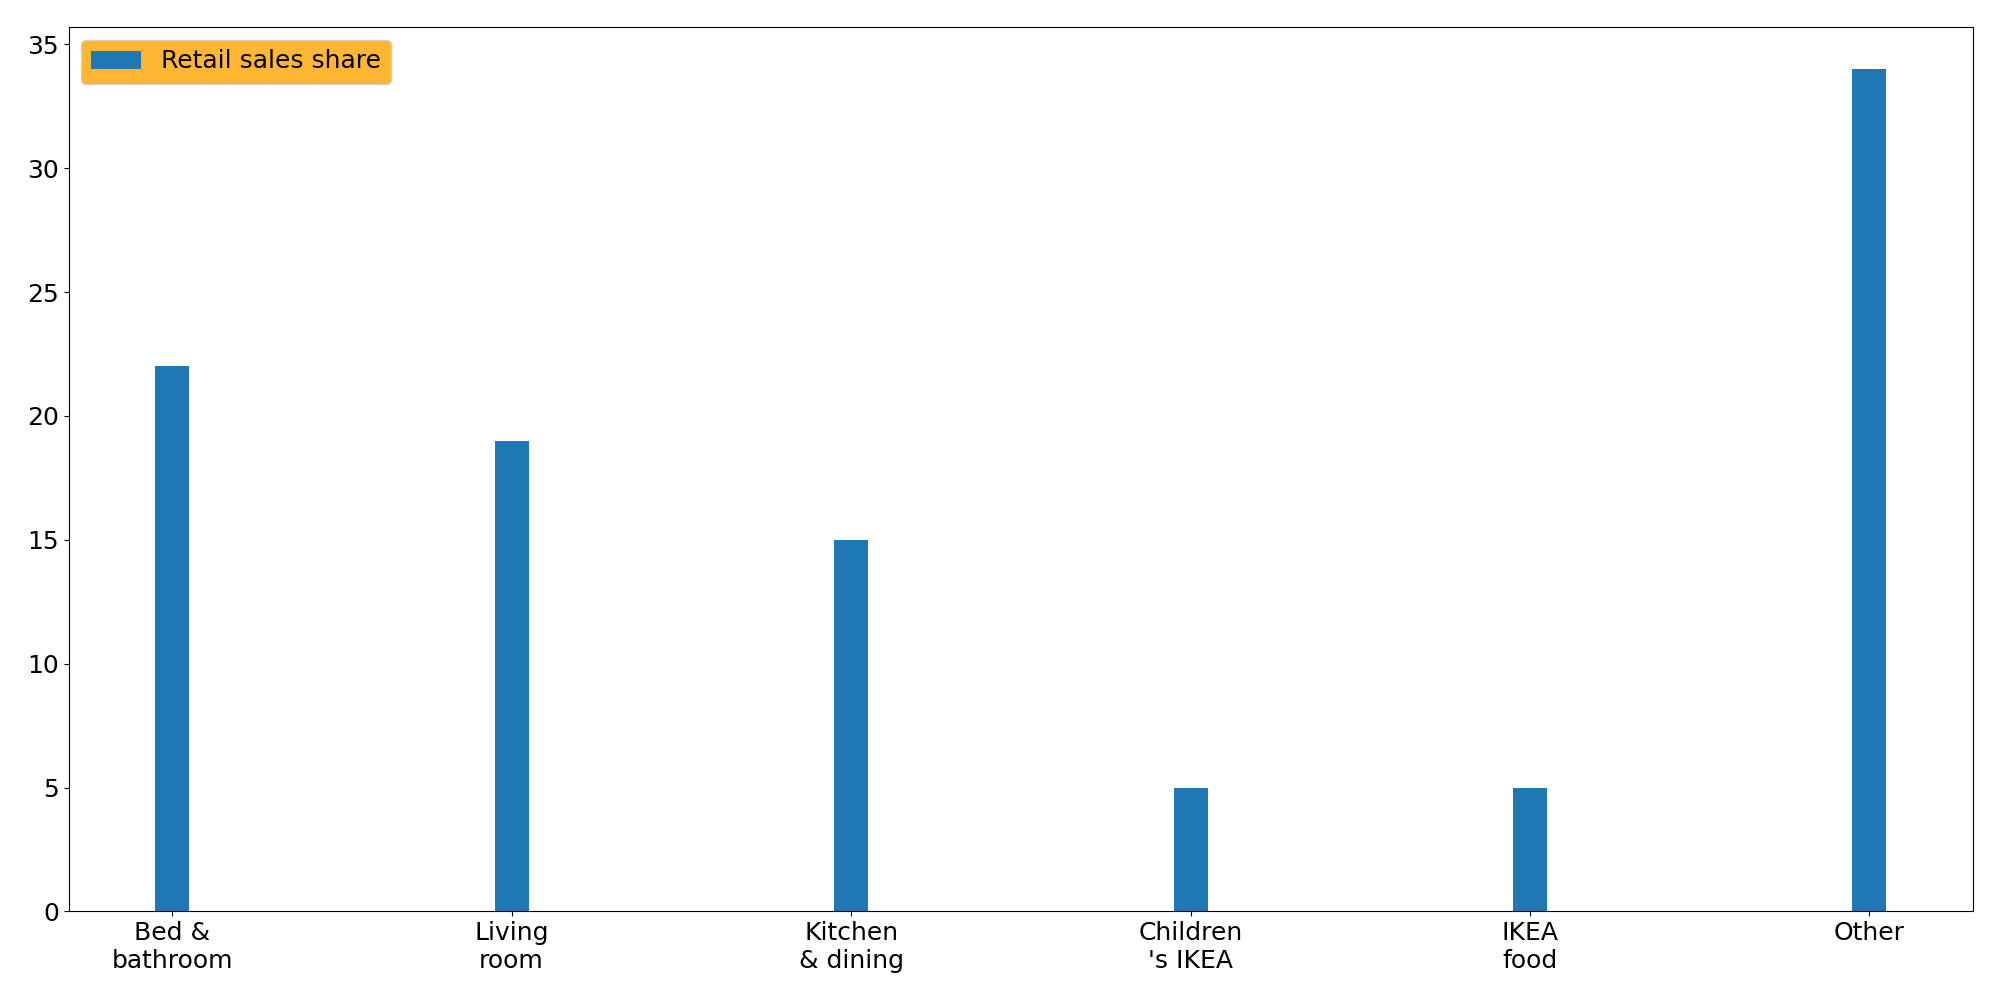 35
30
25
20
15
10
5
0
Retail sales share
Bed &
bathroom
Living
room
Kitchen
& dining
Children
's IKEA
IKEA
food
Other